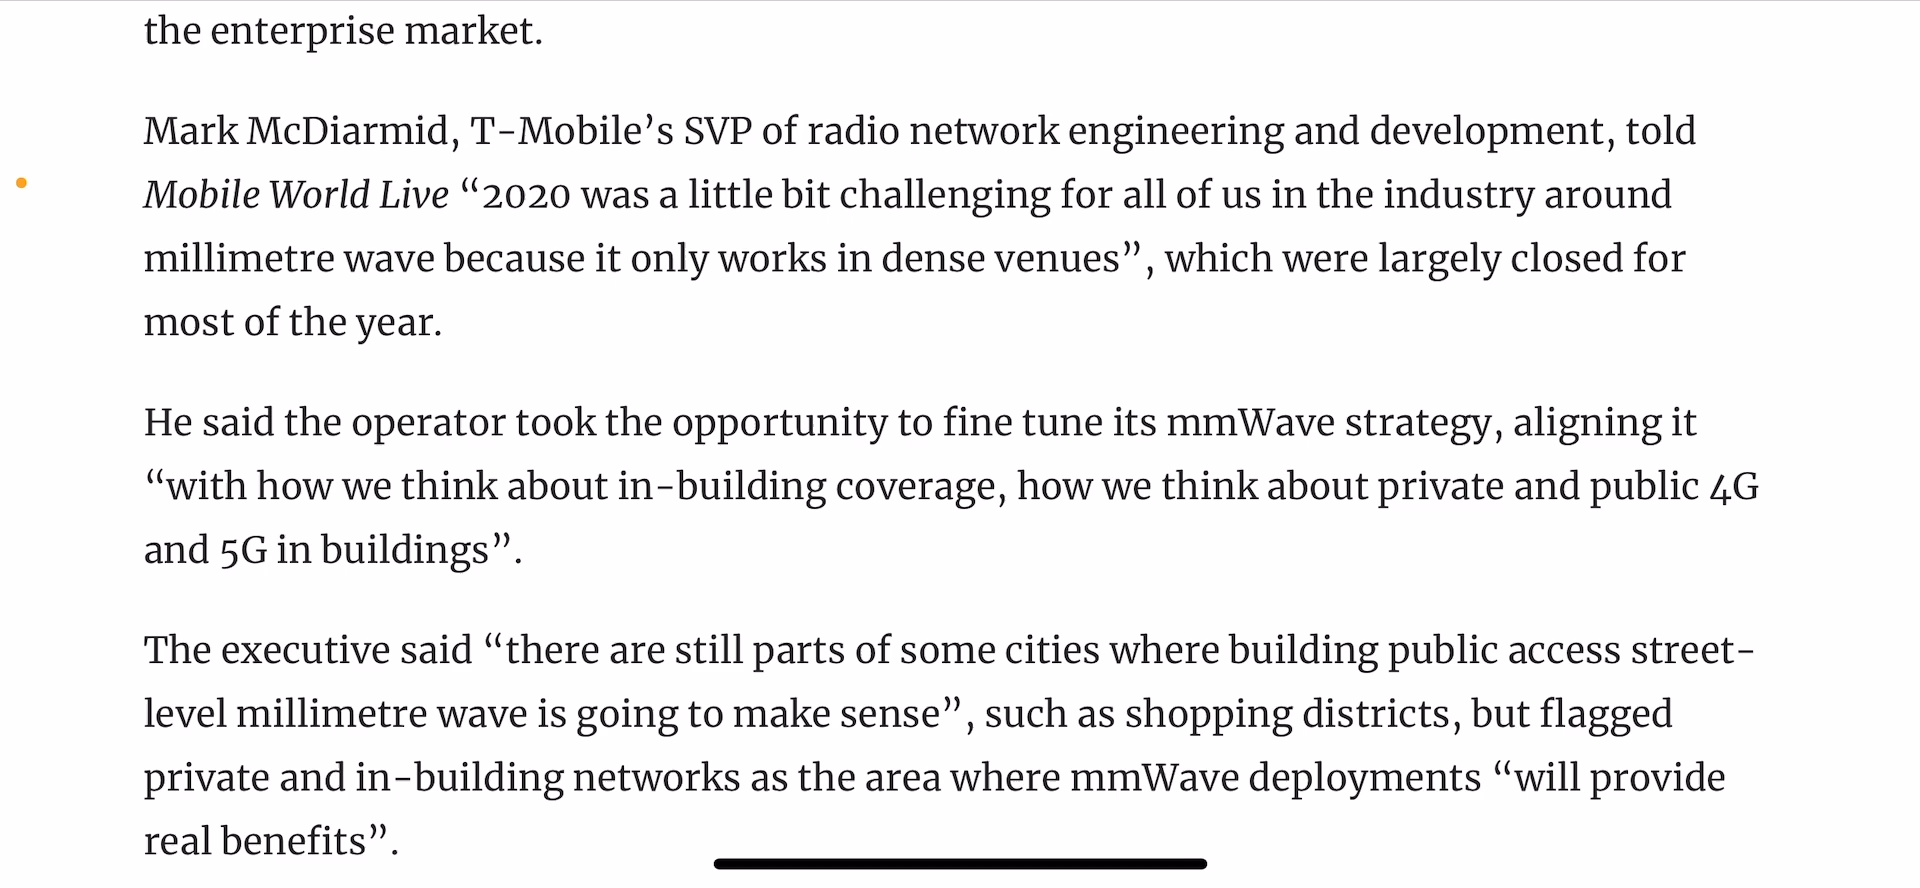 the enterprise market.
Mark McDiarmid, T-Mobile’s SVP of radio network engineering and development, told
Mobile World Live “2020 was a little bit challenging for all of us in the industry around
millimetre wave because it only works in dense venues”, which were largely closed for
most of the year.
He said the operator took the opportunity to fine tune its mmWave strategy, aligning it
“with how we think about in-building coverage, how we think about private and public 4G
and 5G in buildings”.
The executive said “there are still parts of some cities where building public access street-
level millimetre wave is going to make sense”, such as shopping districts, but flagged
private and in-building networks as the area where mmWave deployments “will provide
real benefits”.